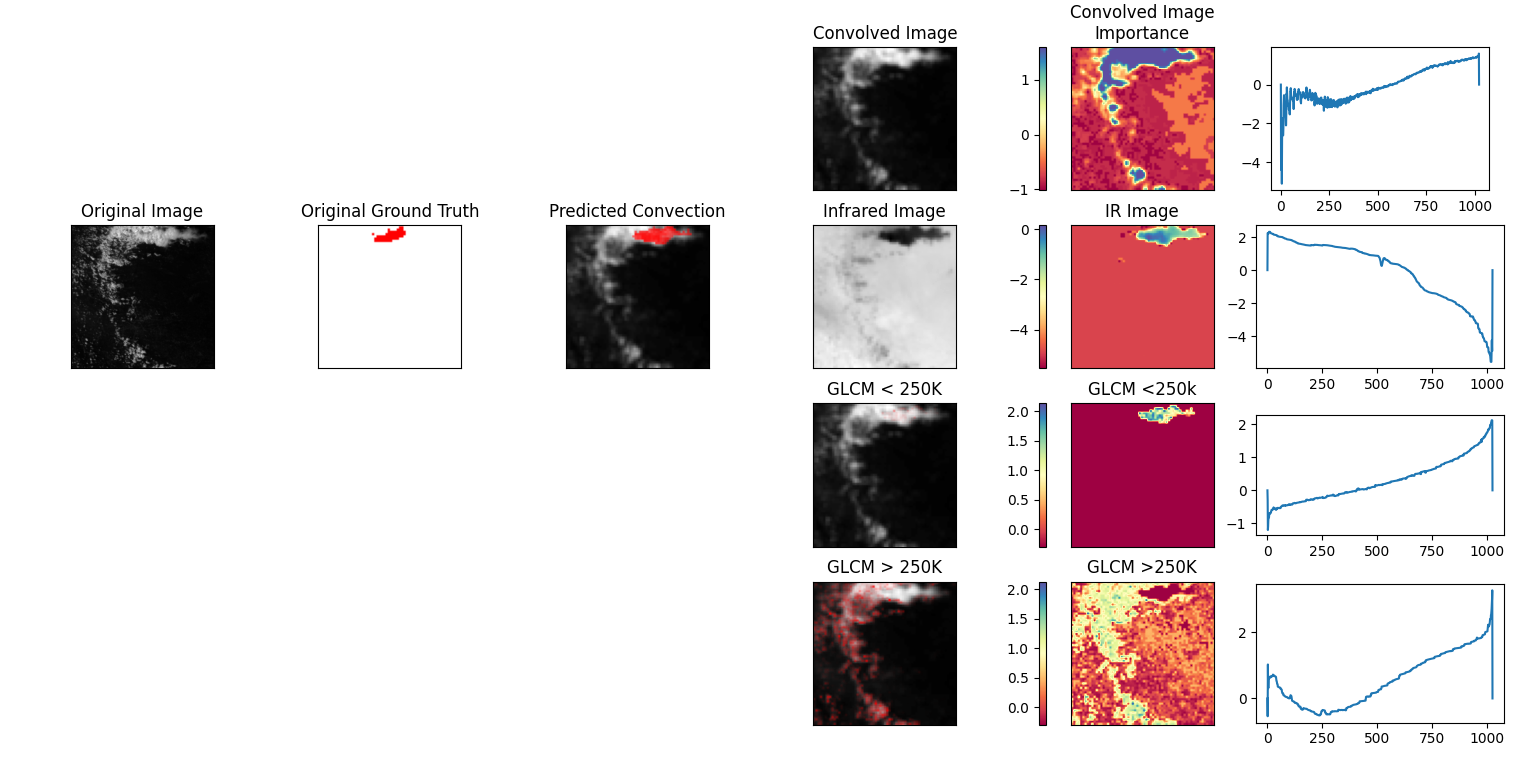 Convolved Image
Convolved Image
Importance
1
0
−1
0
−2
−4
0 250 500 750 1000
Original Image
Original Ground Truth
Predicted Convection
Infrared Image
IR Image
0
−2
−4
2
0
−2
−4
0 250 500 750 1000
GLCM < 250K
GLCM <250k
2.0
1.5
1.0
0.5
0.0
2
1
0
−1
0 250 500 750 1000
GLCM > 250K
GLCM >250K
2.0
1.5
1.0
0.5
0.0
2
0
0 250 500 750 1000